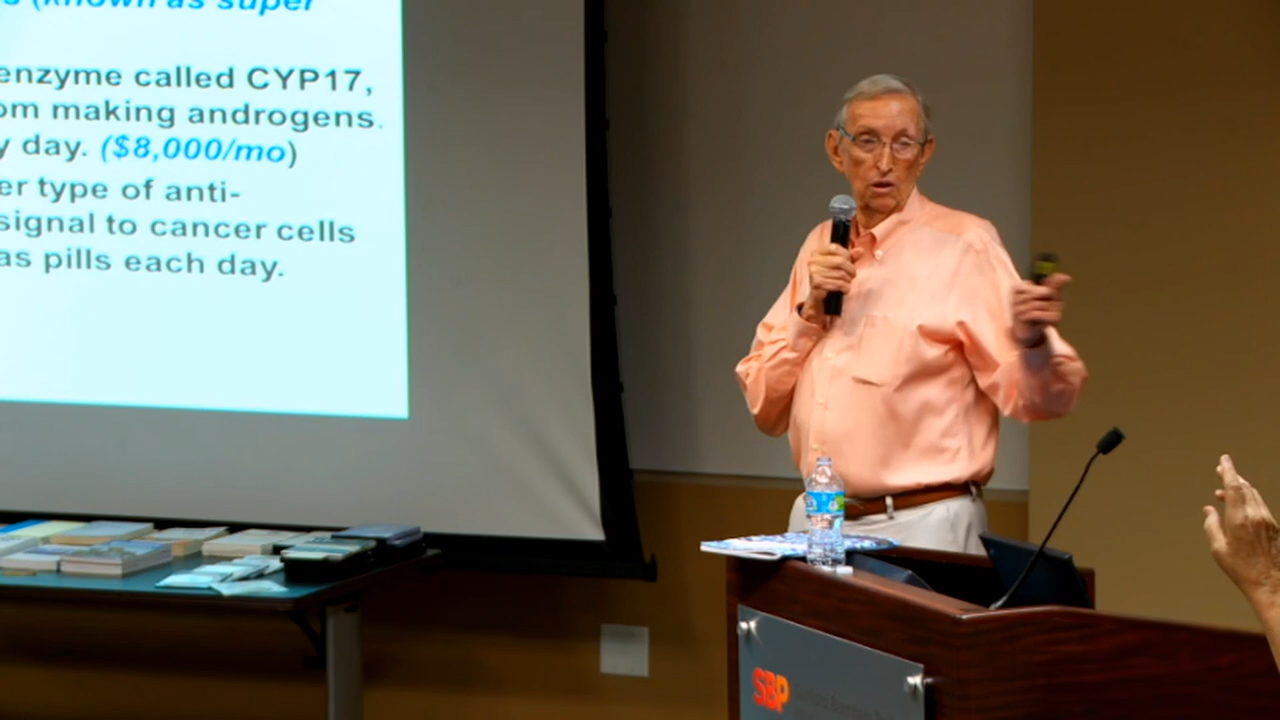 (known as super
enzyme called CYP17,
om making androgens.
y day. ($8,000/mo)
er type of anti-
signal to cancer cells
as pills each day.
SBP